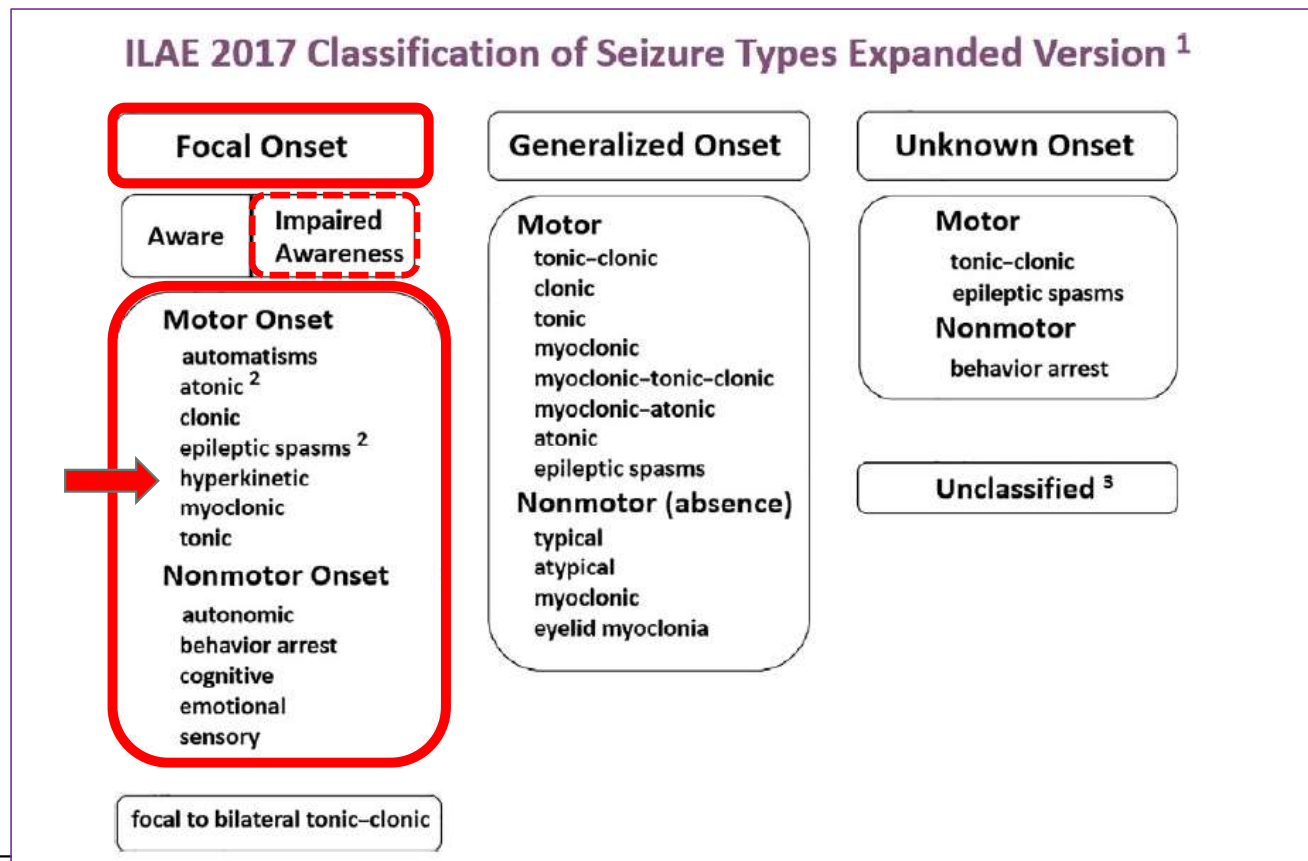 ILAE 2017 Classification of Seizure Types Expanded Version ¹
Focal Onset
Aware
Impaired
Awareness
Motor Onset
automatisms
atonic ²
clonic
epileptic spasms ²
hyperkinetic
myoclonic
tonic
Nonmotor Onset
autonomic
behavior arrest
cognitive
emotional
sensory
focal to bilateral tonic–clonic
Generalized Onset
Motor
tonic–clonic
clonic
tonic
myoclonic
myoclonic–tonic–clonic
myoclonic–atonic
atonic
epileptic spasms
Nonmotor (absence)
typical
atypical
myoclonic
eyelid myoclonia
Unknown Onset
Motor
tonic–clonic
epileptic spasms
Nonmotor
behavior arrest
Unclassified ³